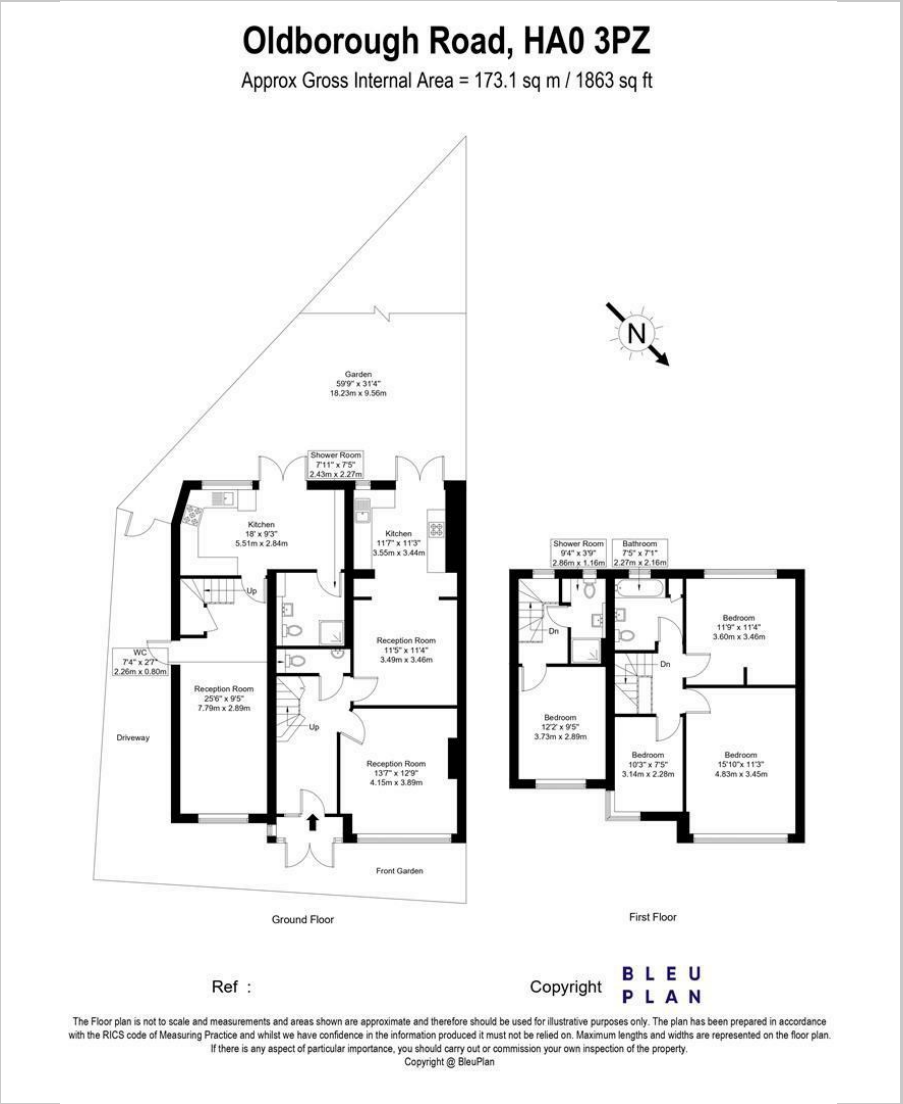 Oldborough Road, HA0 3PZ
Approx Gross Internal Area = 173.1 sq m / 1863 sq ft
N
Garden
59'9" x 31'4"
18.23m x 9.56m
Shower Room
7'11" x 7'5"
2.43m x 2.27m
Kitchen
18' x 9'3"
5.51m x 2.84m
Kitchen
11'7" x 11'3"
3.55m x 3.44m
Up
WC
7'4" x 2'7"
2.26m x 0.80m
Reception Room
11'5" x 11'4"
3.49m x 3.46m
Reception Room
25'6" x 9'5"
7.79m x 2.89m
Up
Driveway
Reception Room
13'7" x 12'9"
4.15m x 3.89m
Front Garden
Ground Floor
Shower Room
9'4" x 3'9"
2.86m x 1.16m
Bathroom
7'5" x 7'1"
2.27m x 2.16m
Bedroom
11'9" x 11'4"
3.60m x 3.46m
Dn
Dn
Bedroom
12'2" x 9'5"
3.73m x 2.89m
Bedroom
10'3" x 7'5"
3.14m x 2.28m
Bedroom
15'10" x 11'3"
4.83m x 3.45m
First Floor
Ref :
Copyright
BLEU
PLAN
The Floor plan is not to scale and measurements and areas shown are approximate and therefore should be used for illustrative purposes only. The plan has been prepared in accordance
with the RICS code of Measuring Practice and whilst we have confidence in the information produced it must not be relied on. Maximum lengths and widths are represented on the floor plan.
If there is any aspect of particular importance, you should carry out or commission your own inspection of the property.
Copyright @ BleuPlan